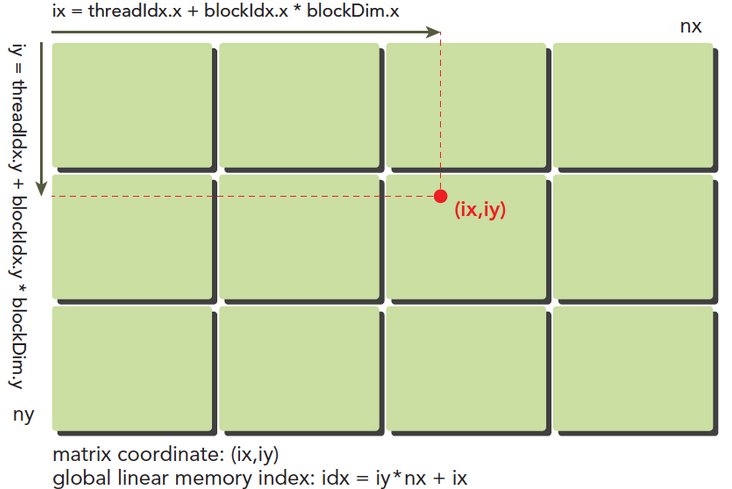 ix = threadIdx.x + blockIdx.x * blockDim.x
nx
iy = threadIdx.y + blockIdx.y * blockDim.y
(ix,iy)
ny
matrix coordinate: (ix,iy)
global linear memory index: idx = iy*nx + ix